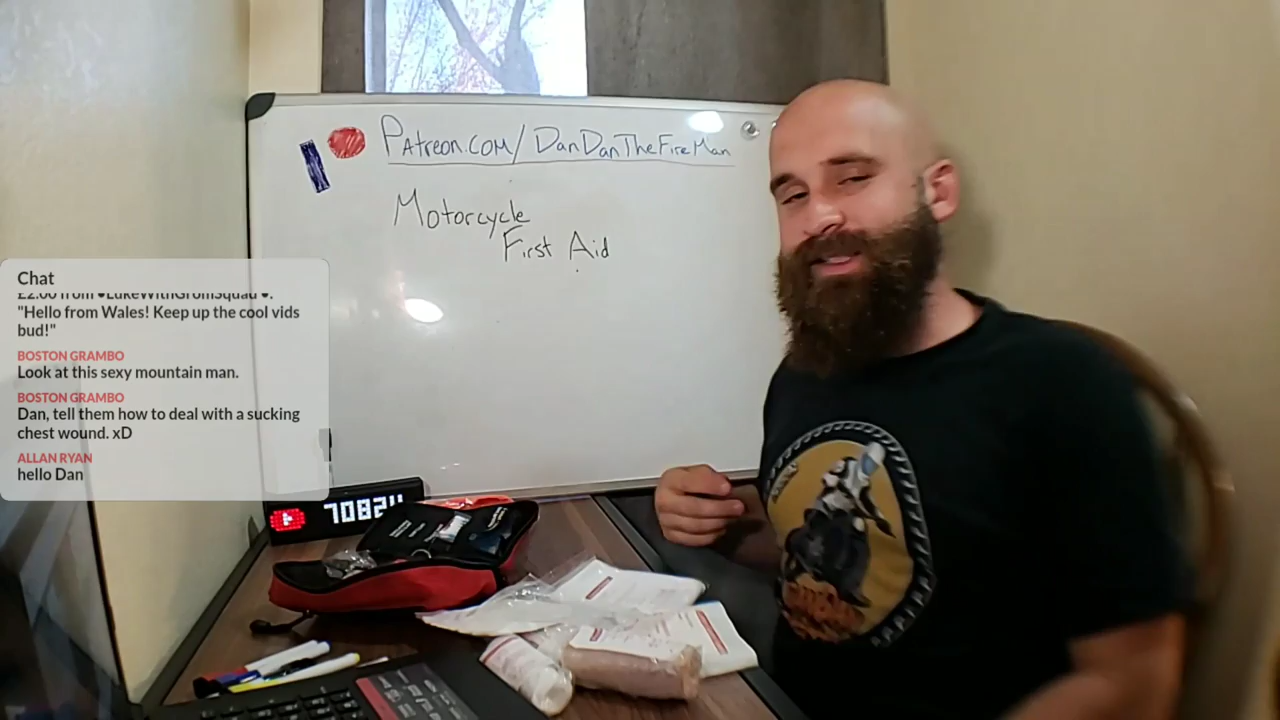 Patreon.com/DanDanTheFireMan
Motorcycle
First Aid
Chat
"Hello from Wales! Keep up the cool vids
bud!"
BOSTON GRAMBO
Look at this sexy mountain man.
BOSTON GRAMBO
Dan, tell them how to deal with a sucking
chest wound. xD
ALLAN RYAN
hello Dan